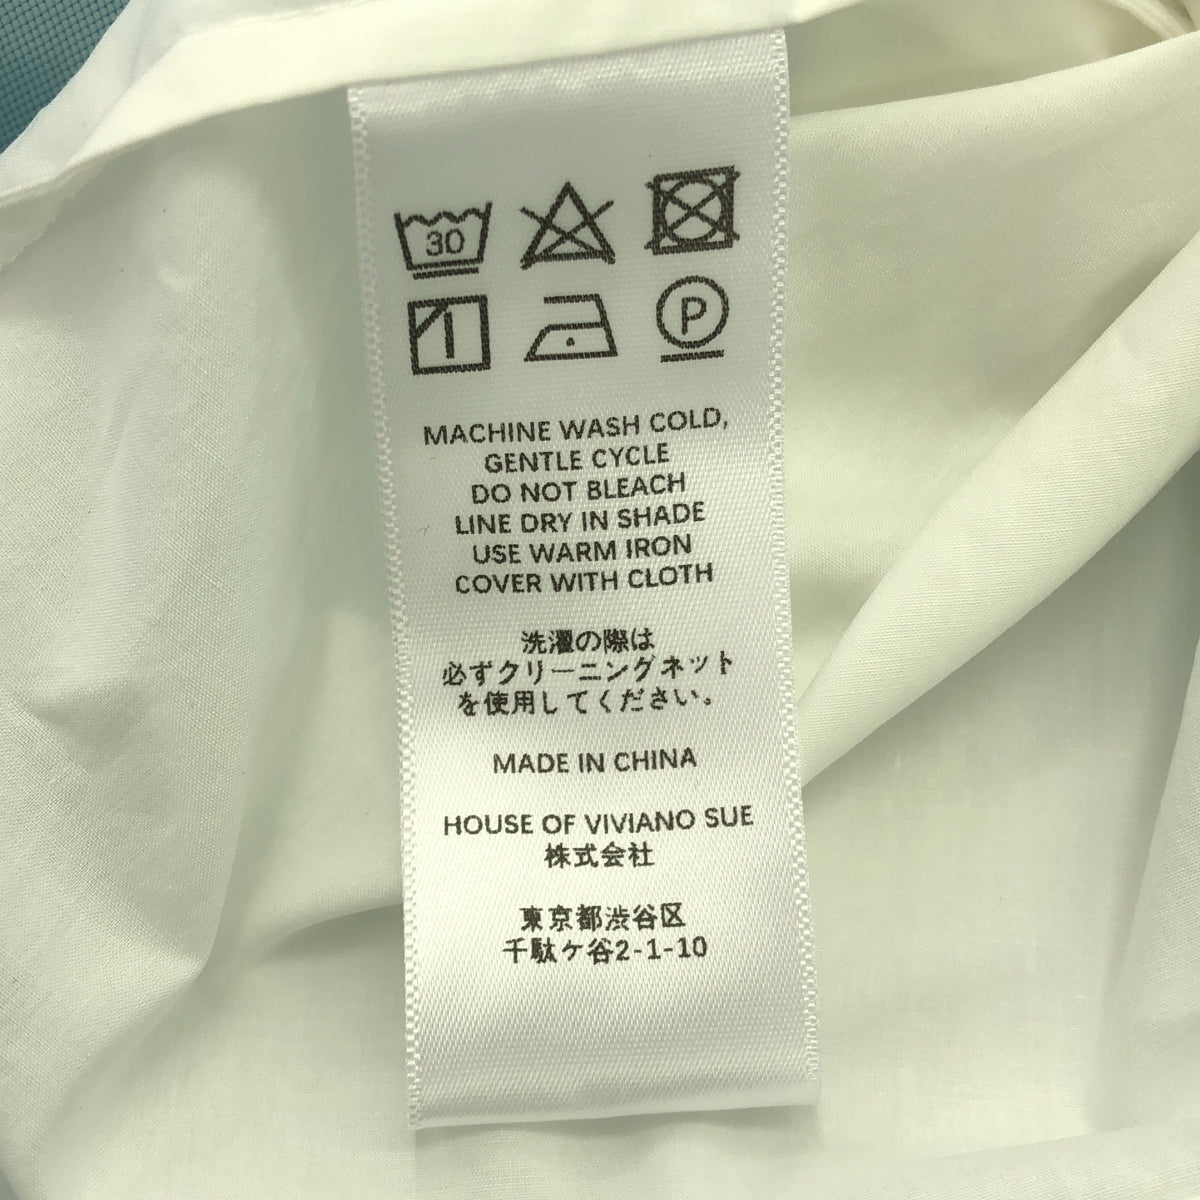 30
P
MACHINE WASH COLD,
GENTLE CYCLE
DO NOT BLEACH
LINE DRY IN SHADE
USE WARM IRON
COVER WITH CLOTH
洗濯の際は
必ずクリーニングネット
を使用してください。
MADE IN CHINA
HOUSE OF VIVIANO SUE
株式会社
東京都渋谷区
千駄ケ谷2-1-10